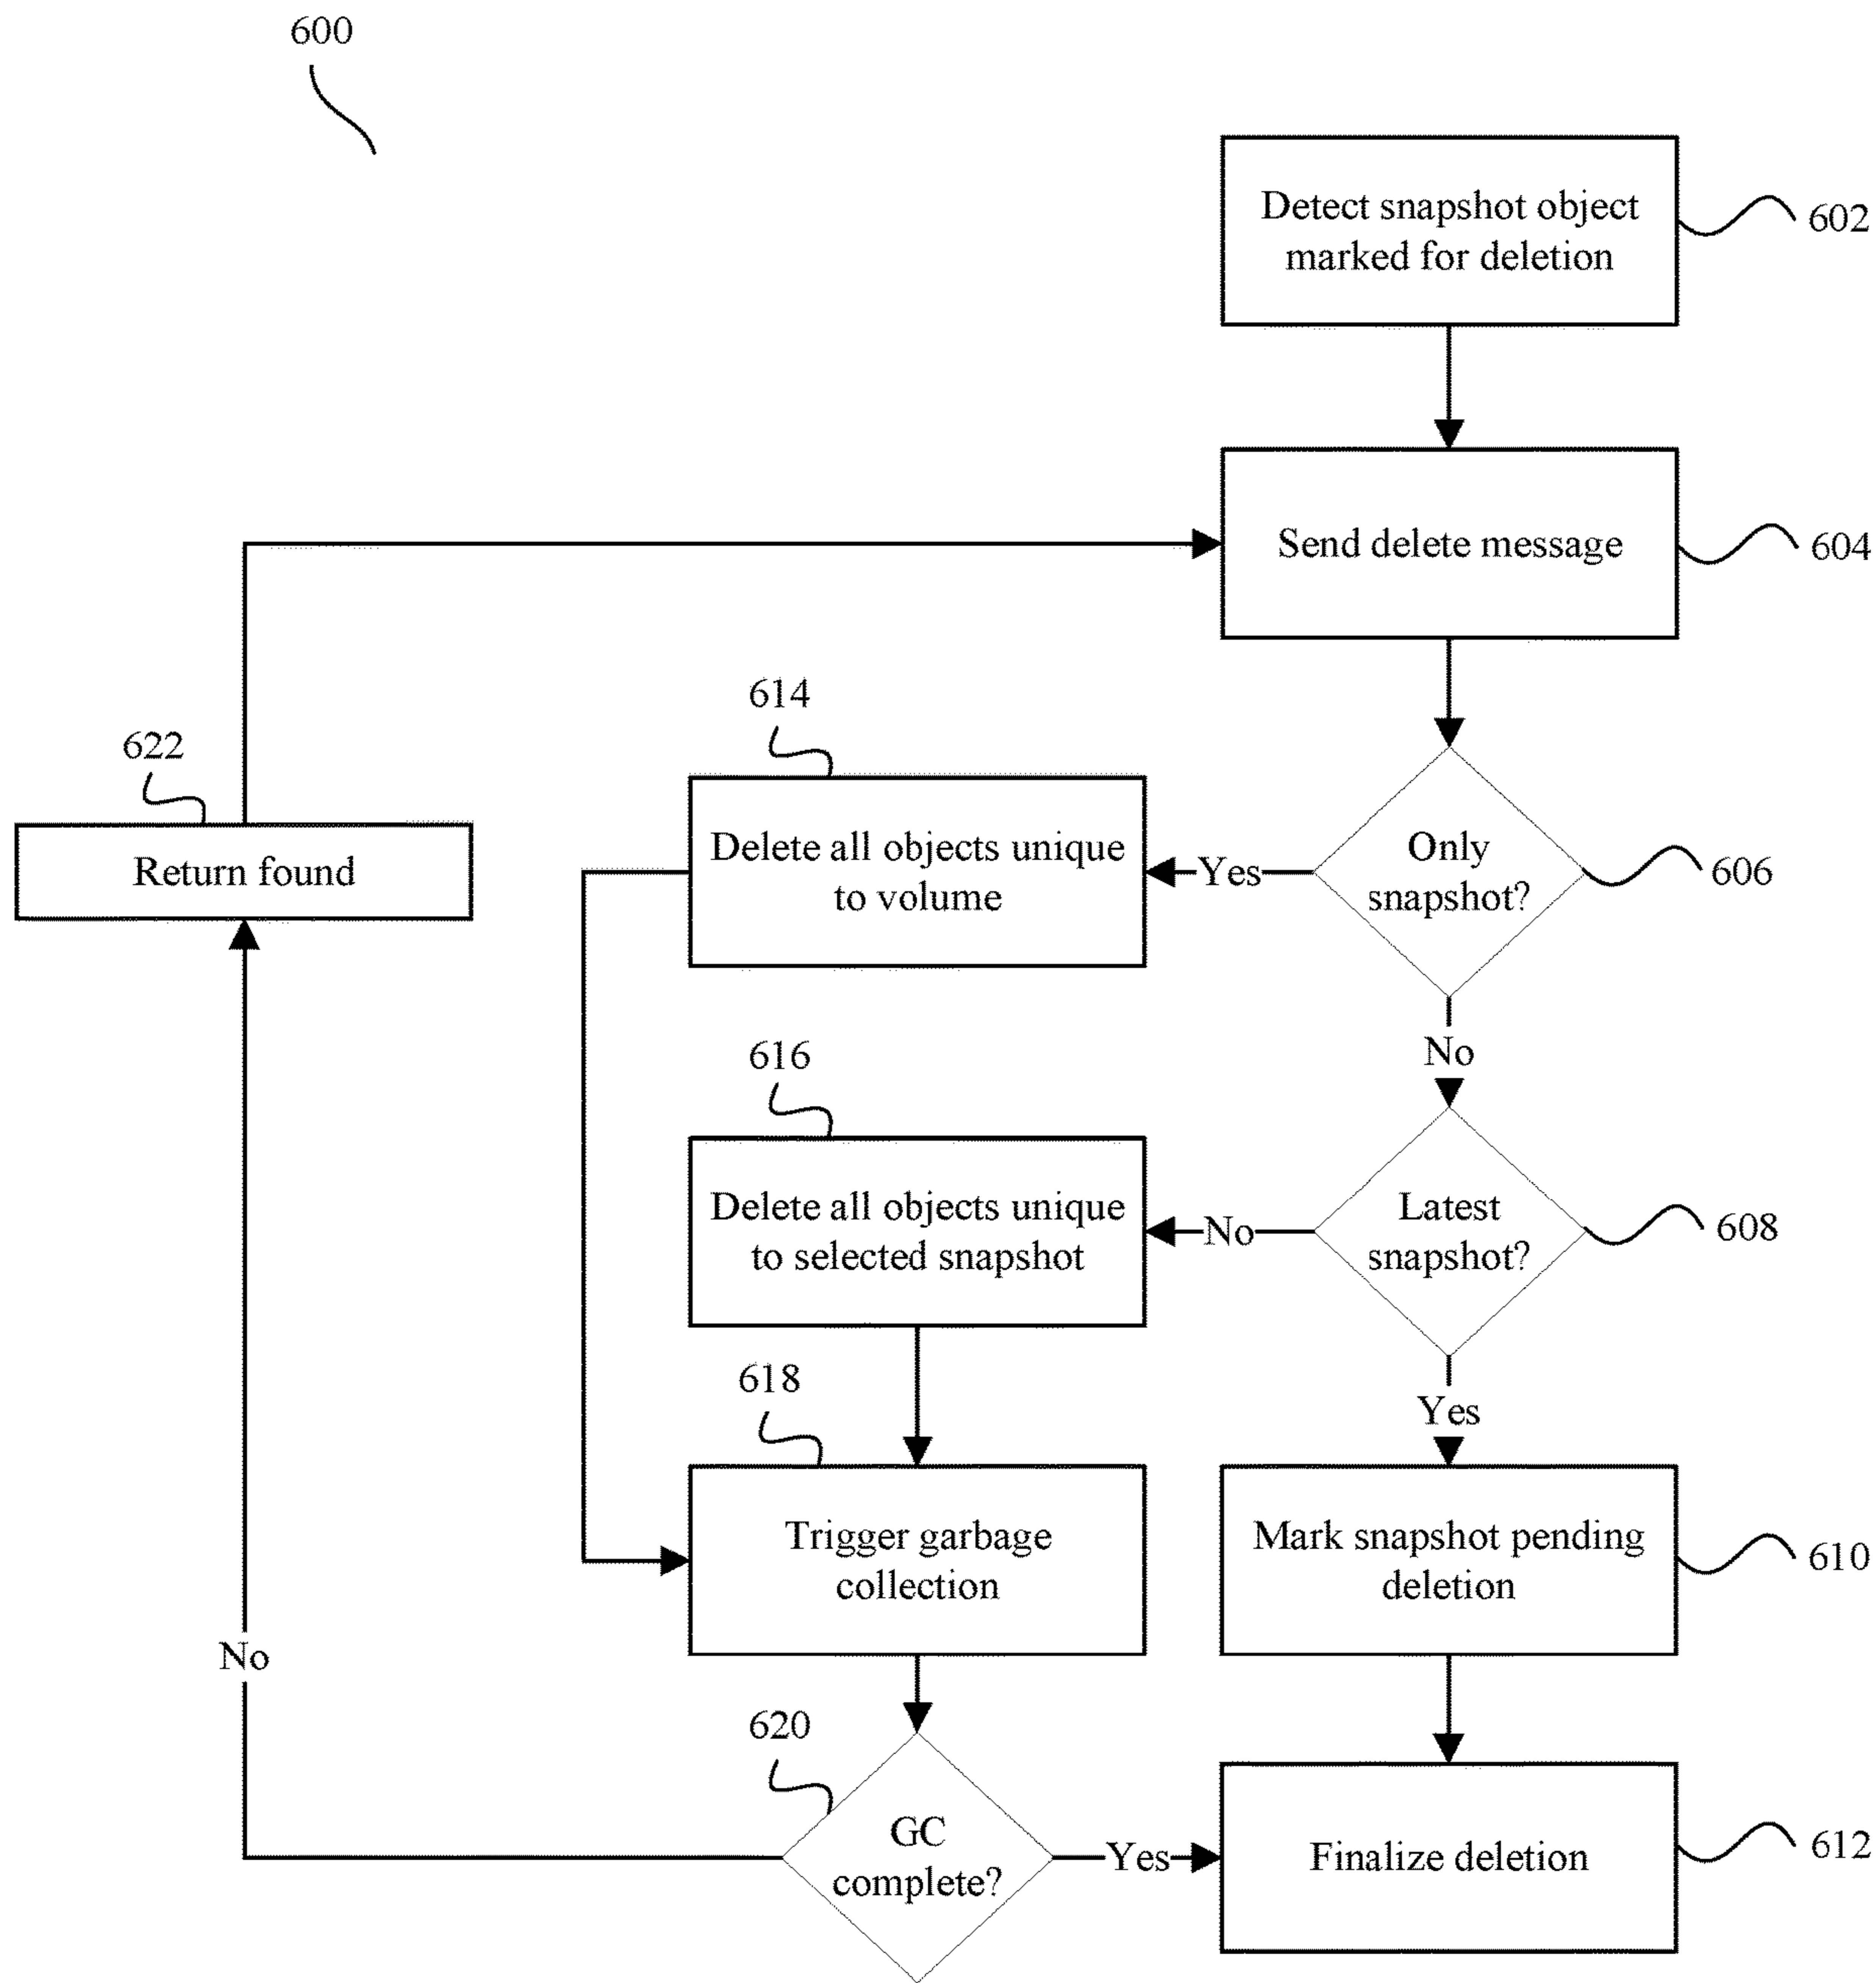 600
Detect snapshot object
marked for deletion
602
Send delete message
604
614
622
Delete all objects unique
to volume
Yes
Only
snapshot?
606
Return found
No
616
Delete all objects unique
to selected snapshot
No
Latest
snapshot?
608
618
Yes
Trigger garbage
collection
Mark snapshot pending
deletion
610
No
620
GC
complete?
Yes
Finalize deletion
612